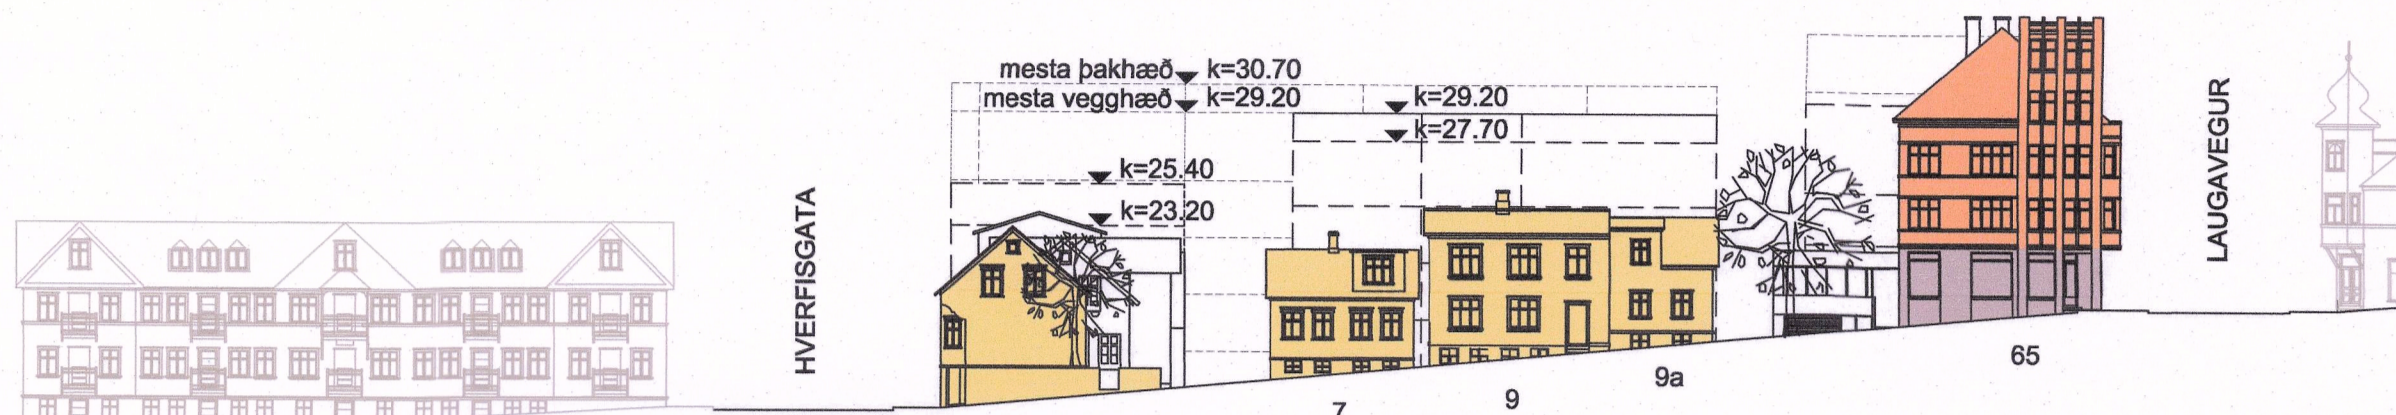 mesta þakhæð k=30.70
mesta vegghæð k=29.20
k=29.20
k=27.70
k=25.40
k=23.20
HVERFISGATA
LAUGAVEGUR
7
9
9a
65